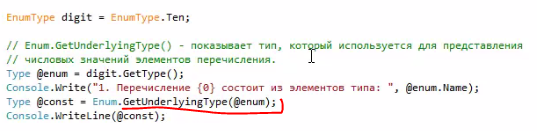 EnumType digit = EnumType.Ten;
// Enum.GetUnderlyingType() - показывает тип, который используется для представления
// числовых значений элементов перечисления.
Type @enum = digit.GetType();
Console.Write("1. Перечисление {0} состоит из элементов типа: ", @enum.Name);
Type @const = Enum.GetUnderlyingType(@enum);
Console.WriteLine(@const);